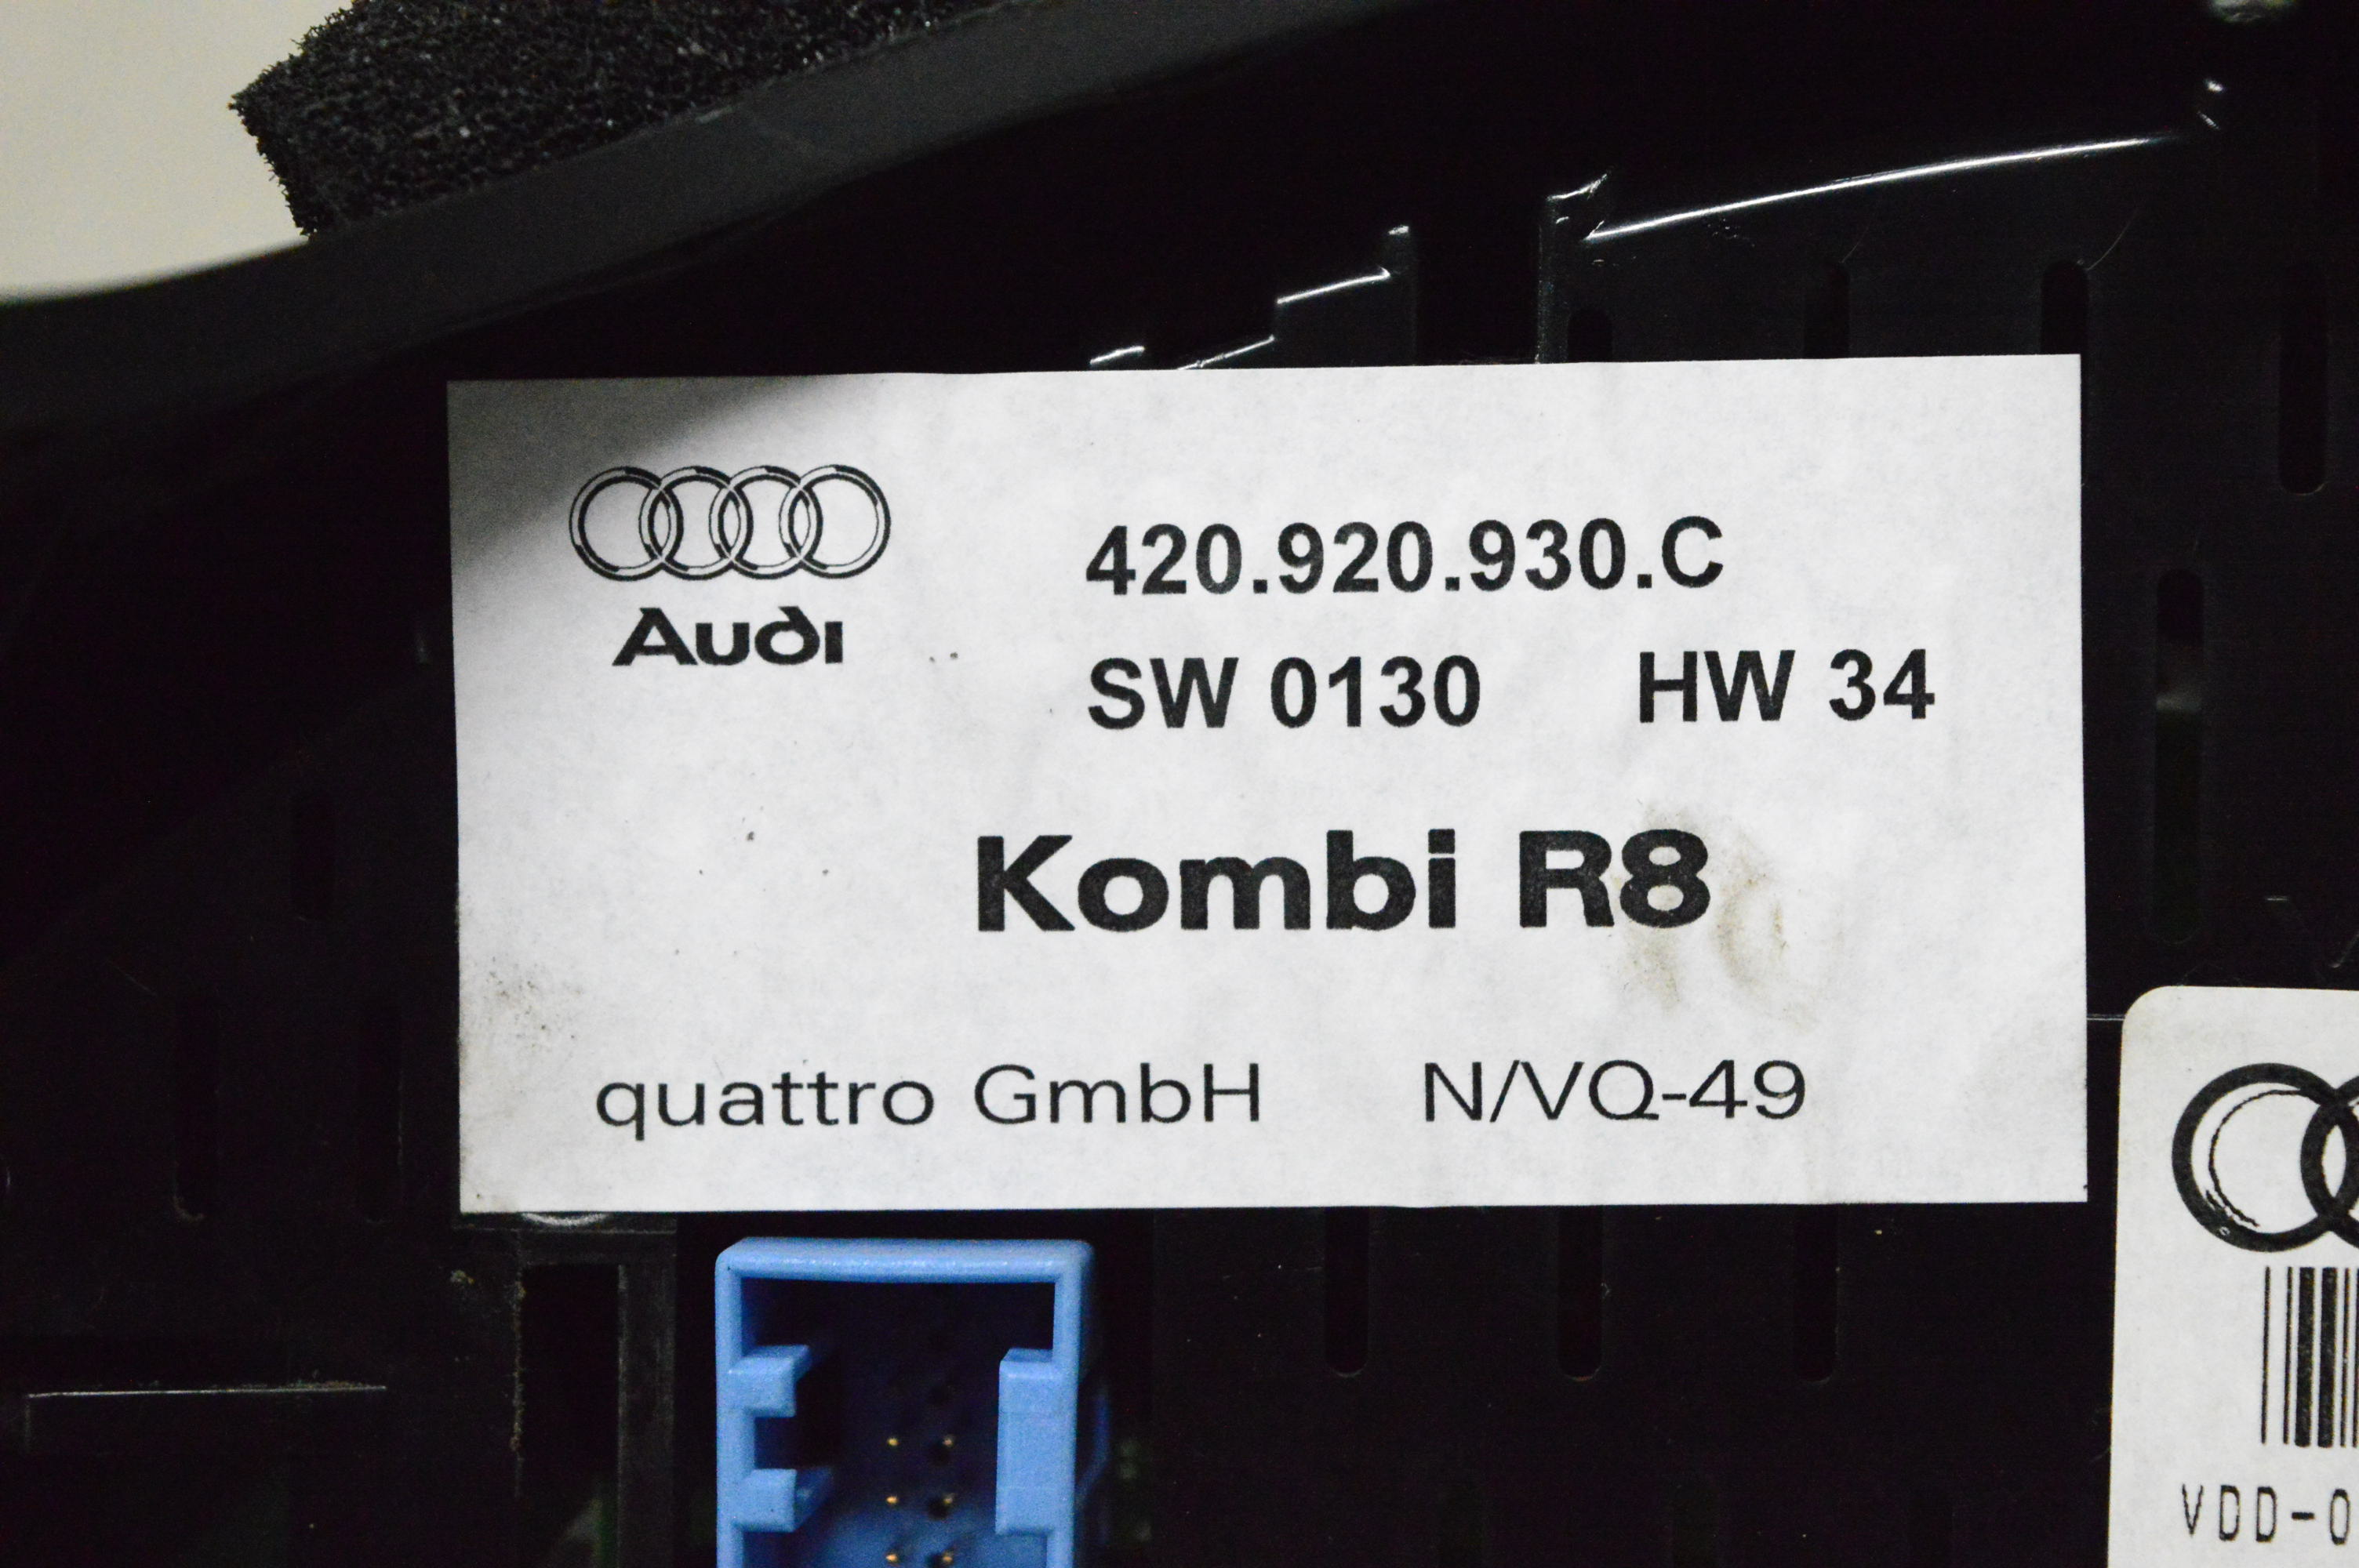 Audi
420.920.930.C
SW 0130 HW 34
Kombi R8
quattro GmbH N/VQ-49
VDD-0